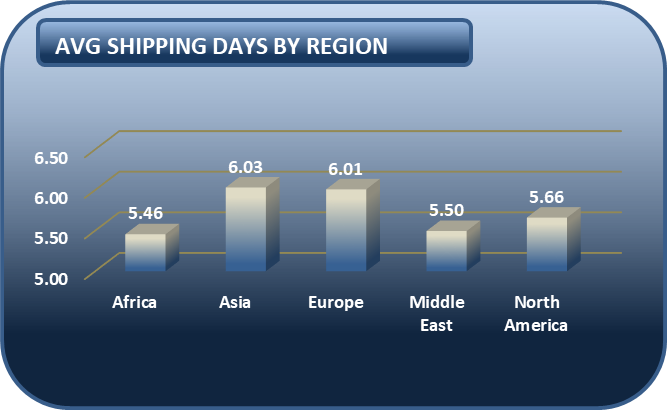 AVG SHIPPING DAYS BY REGION
6.50
6.00
5.50
5.00
5.46
6.03
6.01
5.50
5.66
Africa
Asia
Europe
Middle
East
North
America